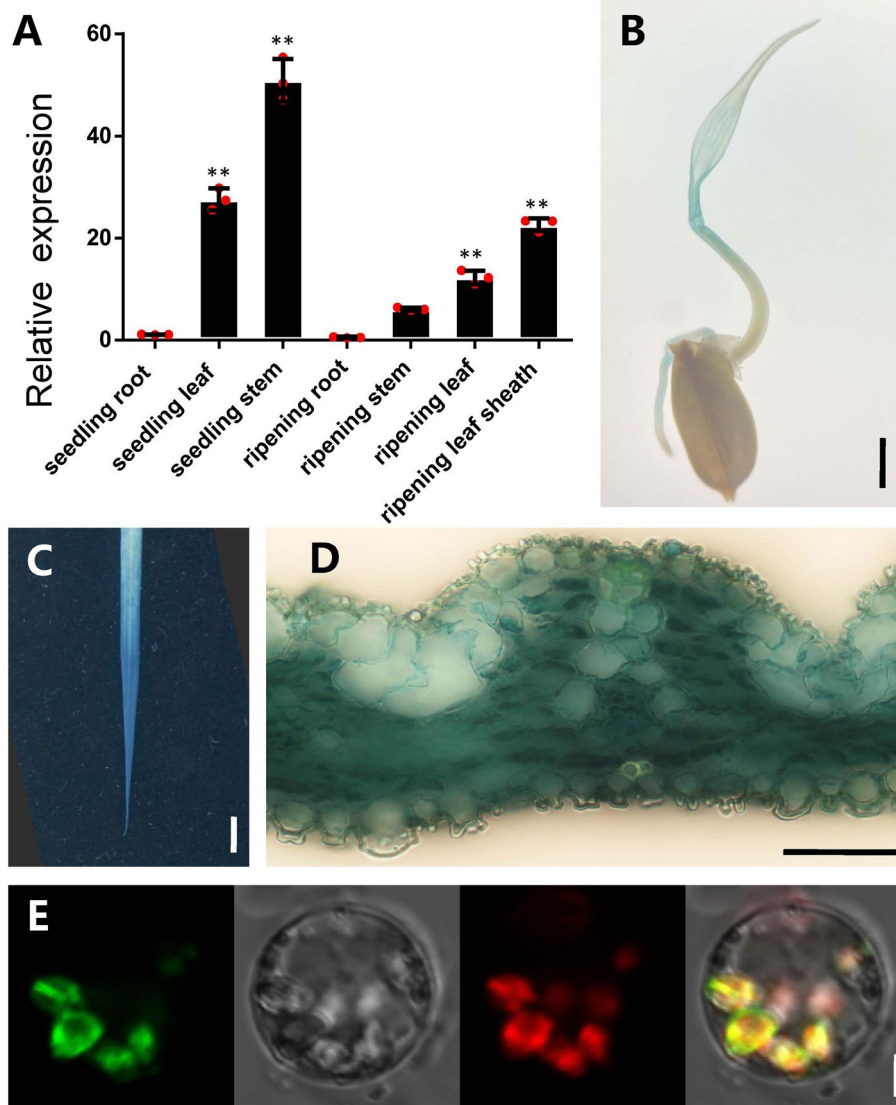 A
B
Relative expression
60
40
20
0
**
**
**
**
seedling root
seedling leaf
seedling stem
ripening root
ripening stem
ripening leaf
ripening leaf sheath
C
D
E